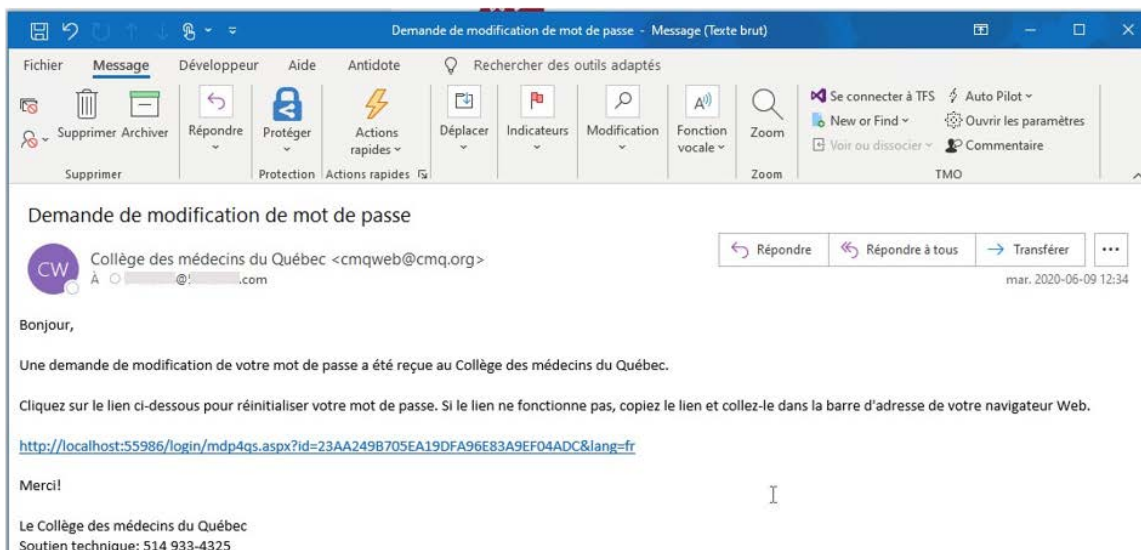 Demande de modification de mot de passe - Message (Texte brut)
Fichier Message Développeur Aide Antidote Rechercher des outils adaptés
Supprimer Archiver
Répondre
Protéger
Actions rapides
Déplacer
Indicateurs
Modification
Fonction vocale
Zoom
Se connecter à TFS
New or Find
Voir ou dissocier
Auto Pilot
Ouvrir les paramètres
Commentaire
Supprimer Protection Actions rapides Zoom TMO
Demande de modification de mot de passe
CW
Collège des médecins du Québec <cmqweb@cmq.org>
À @ .com
Répondre Répondre à tous Transférer
mar. 2020-06-09 12:34
Bonjour,
Une demande de modification de votre mot de passe a été reçue au Collège des médecins du Québec.
Cliquez sur le lien ci-dessous pour réinitialiser votre mot de passe. Si le lien ne fonctionne pas, copiez le lien et collez-le dans la barre d'adresse de votre navigateur Web.
http://localhost:55986/login/mdp4qs.aspx?id=23AA249B705EA19DFA96E83A9EF04ADC&lang=fr
Merci!
Le Collège des médecins du Québec
Soutien technique: 514 933-4325